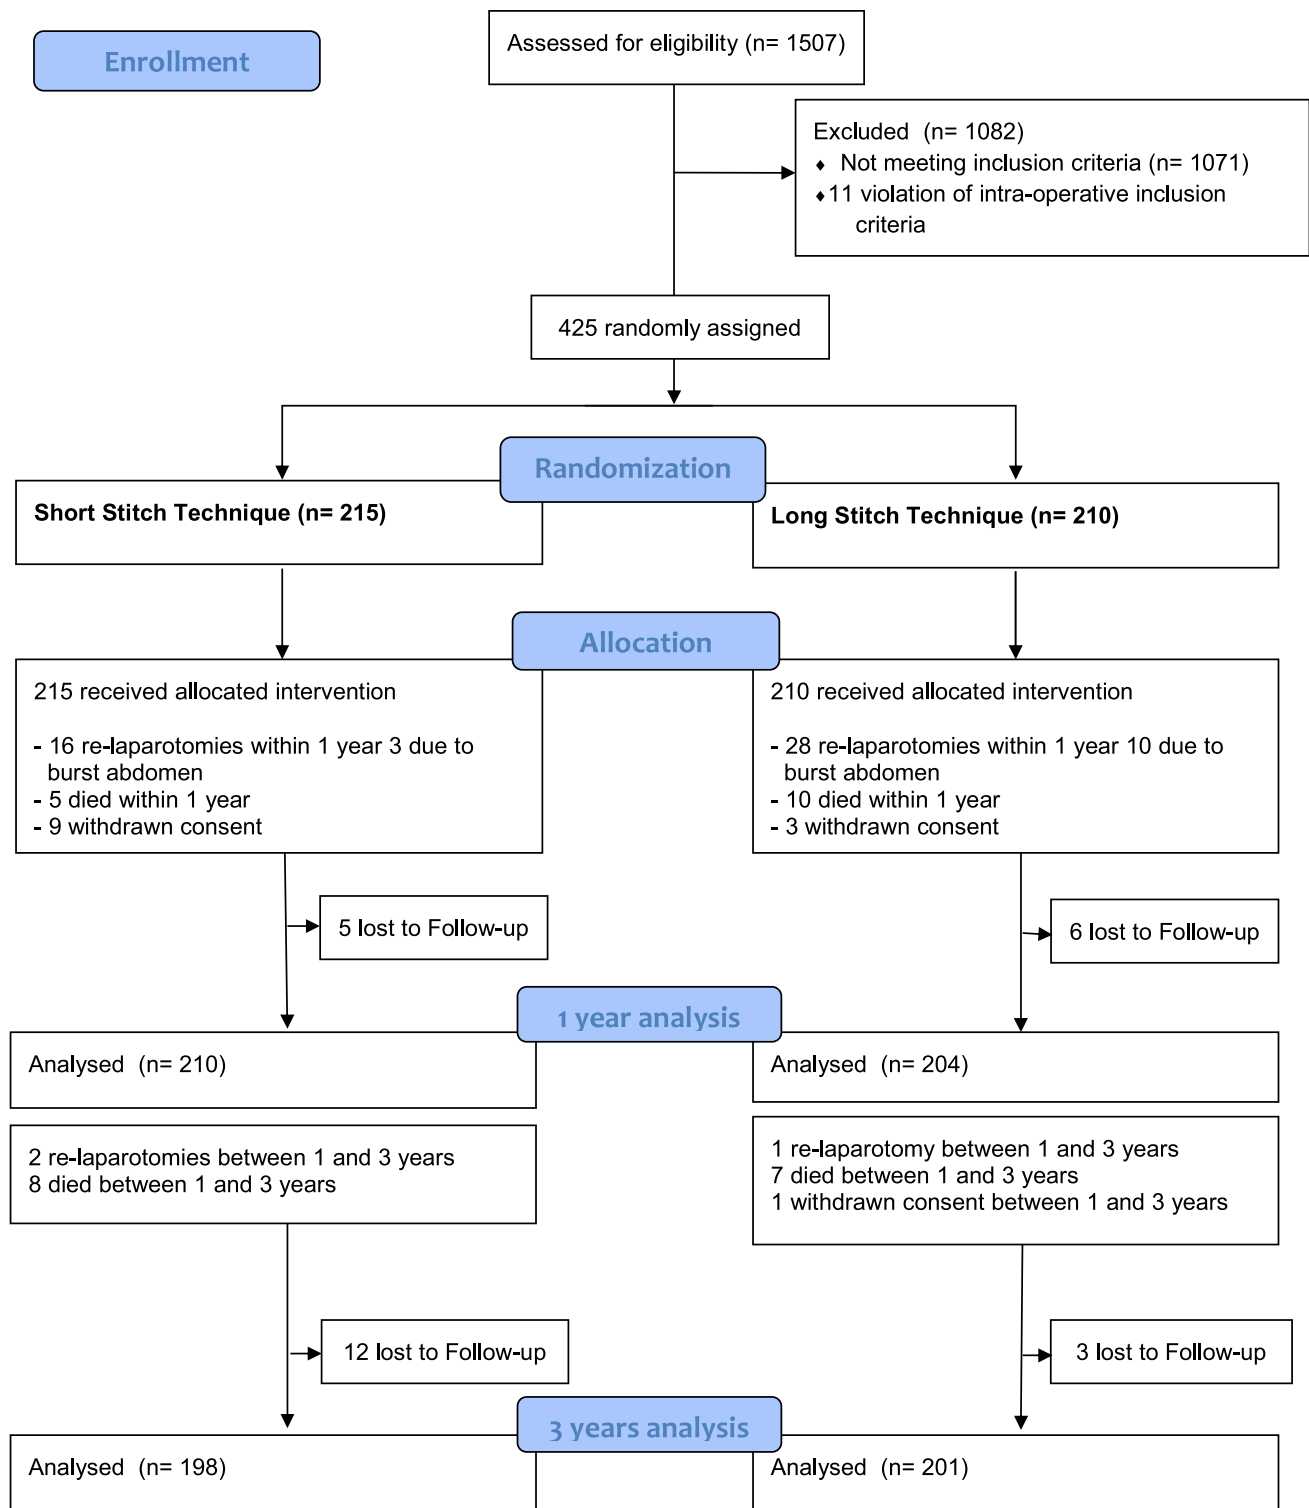 Enrollment
Assessed for eligibility (n= 1507)
Excluded (n= 1082)
♦ Not meeting inclusion criteria (n= 1071)
♦11 violation of intra-operative inclusion
criteria
425 randomly assigned
Randomization
Short Stitch Technique (n= 215)
Long Stitch Technique (n= 210)
Allocation
215 received allocated intervention
- 16 re-laparotomies within 1 year 3 due to
burst abdomen
- 5 died within 1 year
- 9 withdrawn consent
210 received allocated intervention
- 28 re-laparotomies within 1 year 10 due to
burst abdomen
- 10 died within 1 year
- 3 withdrawn consent
5 lost to Follow-up
6 lost to Follow-up
1 year analysis
Analysed (n= 210)
Analysed (n= 204)
2 re-laparotomies between 1 and 3 years
8 died between 1 and 3 years
1 re-laparotomy between 1 and 3 years
7 died between 1 and 3 years
1 withdrawn consent between 1 and 3 years
12 lost to Follow-up
3 lost to Follow-up
3 years analysis
Analysed (n= 198)
Analysed (n= 201)